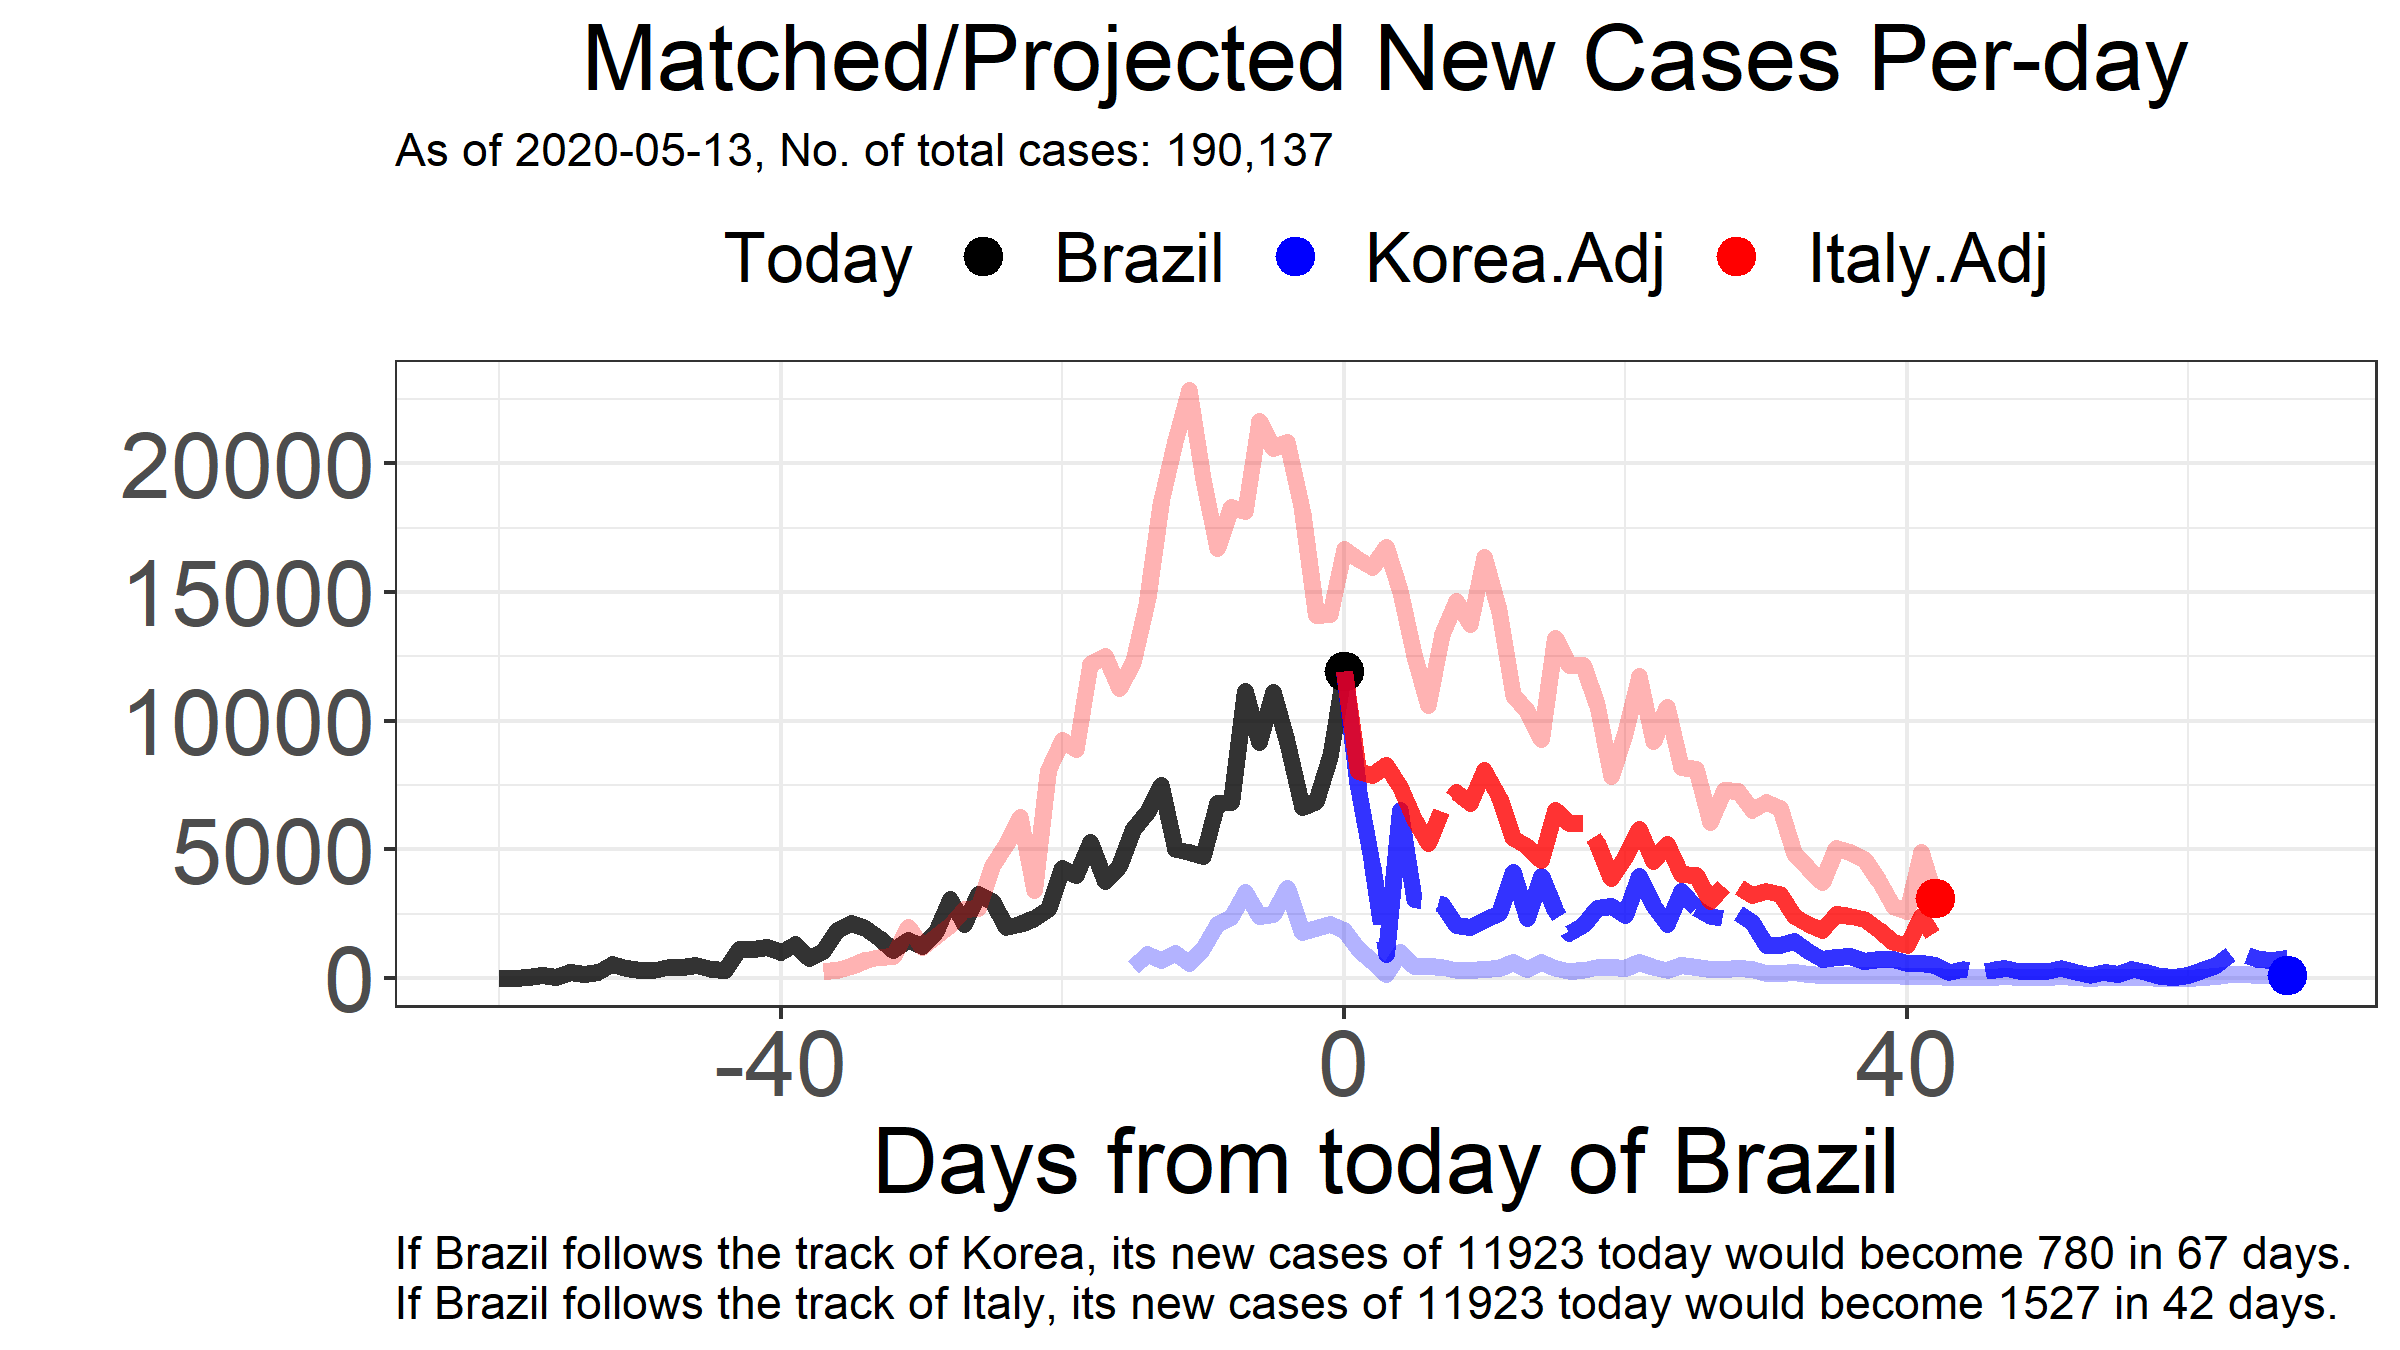 Matched/Projected New Cases Per-day
As of 2020-05-13, No. of total cases: 190,137
Today Brazil Korea.Adj Italy.Adj
20000
15000
10000
5000
0
-40 0 40
Days from today of Brazil
If Brazil follows the track of Korea, its new cases of 11923 today would become 780 in 67 days.
If Brazil follows the track of Italy, its new cases of 11923 today would become 1527 in 42 days.